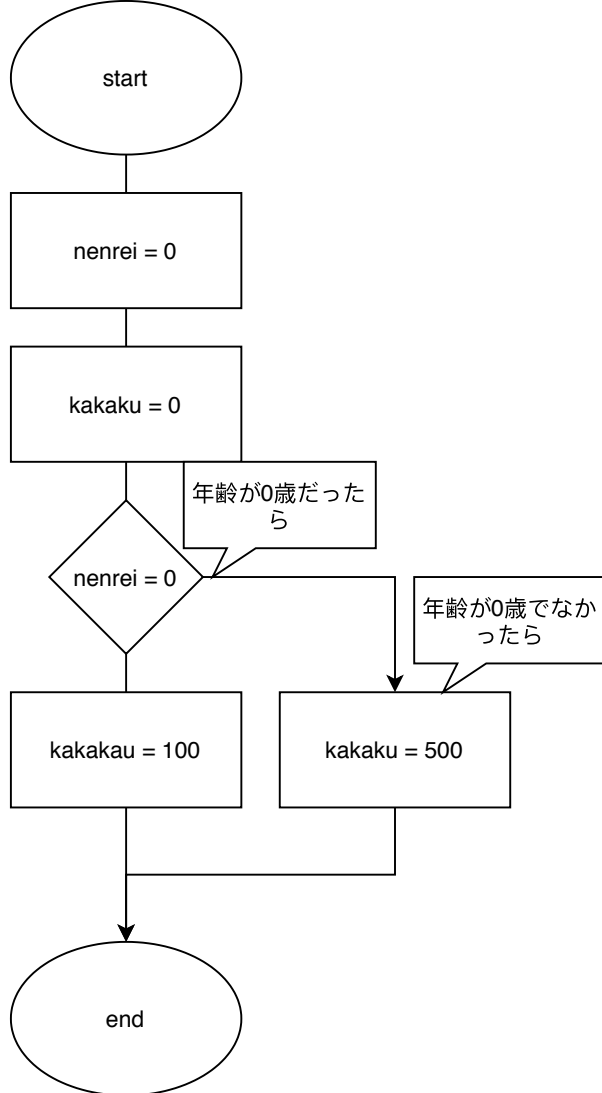 start
nenrei = 0
kakaku = 0
年齢が0歳だった
ら
nenrei = 0
年齢が0歳でなか
ったら
kakakau = 100
kakaku = 500
end